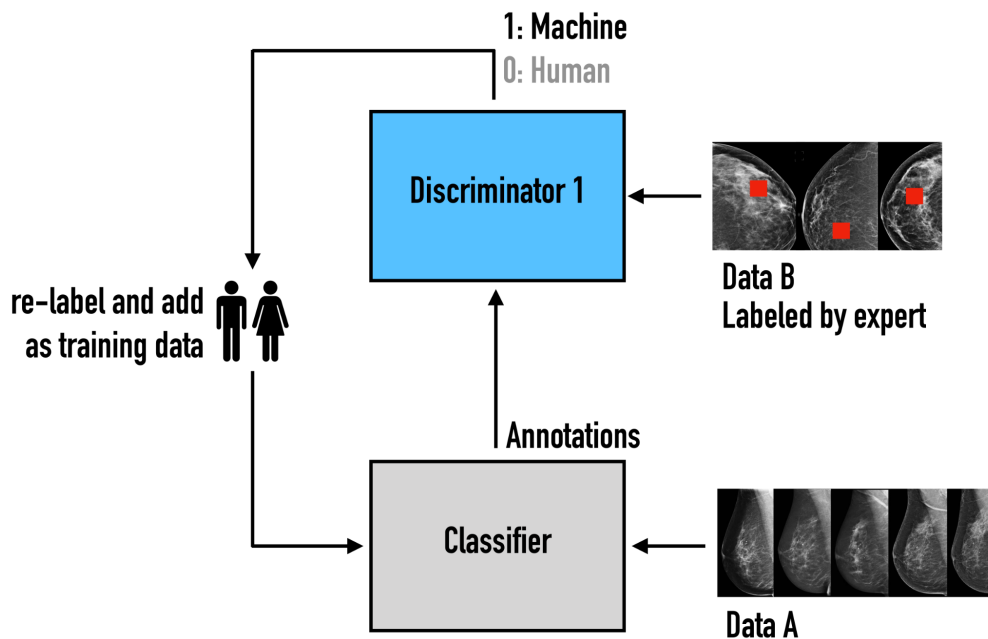 1: Machine
0: Human
Discriminator 1
Data B
Labeled by expert
re-label and add
as training data
Annotations
Classifier
Data A